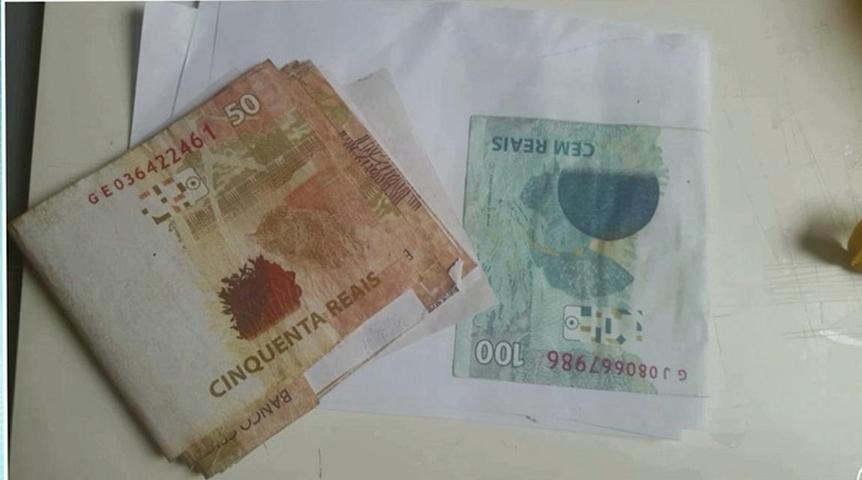 50
GE036422461
CINQUENTA REAIS
BANCO
CEM REAIS
100
GJ080667986